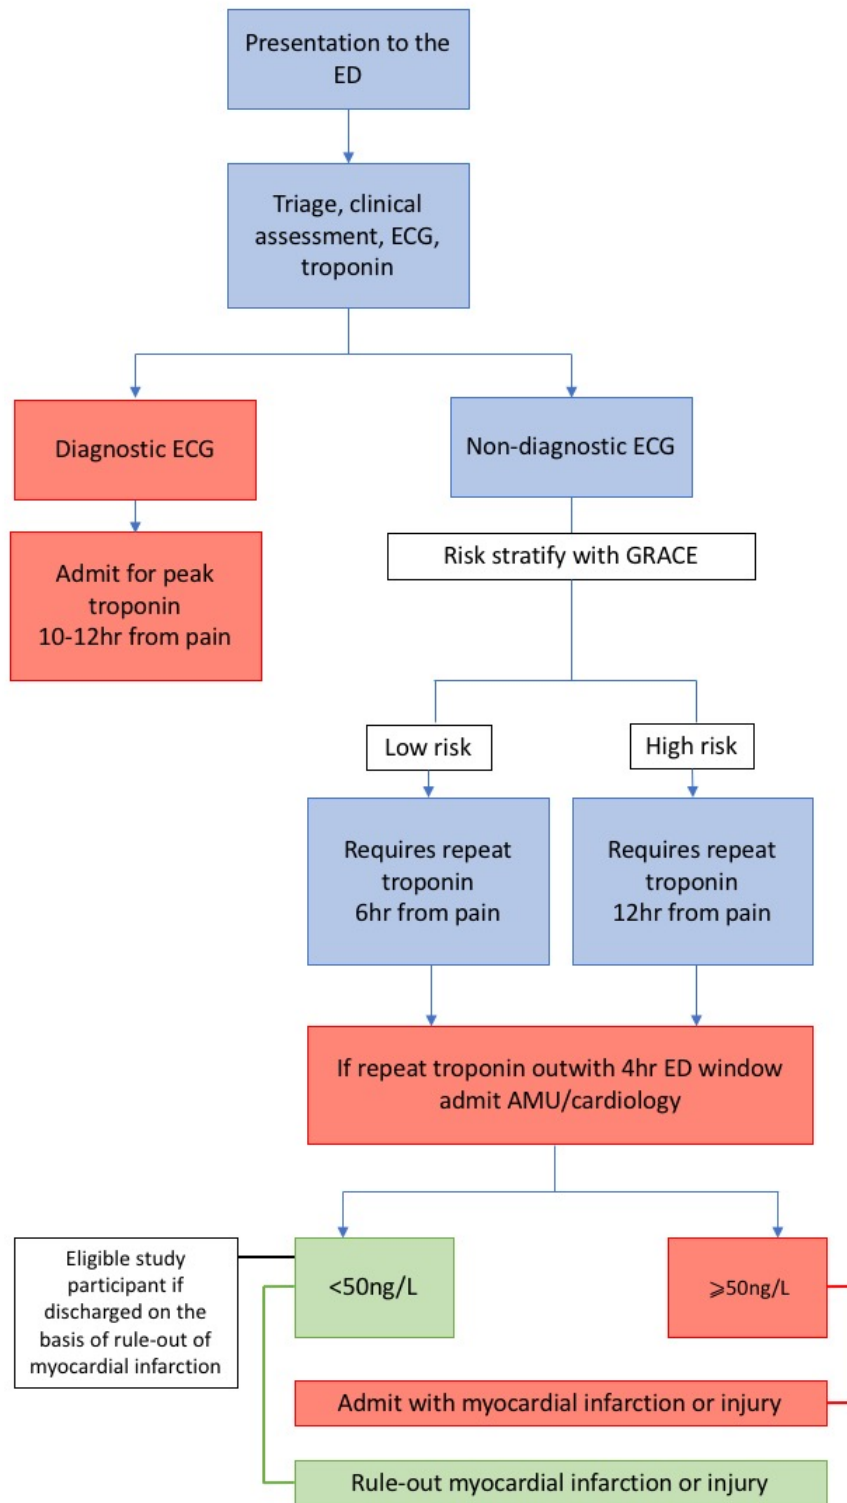 Presentation to the
ED
Triage, clinical
assessment, ECG,
troponin
Diagnostic ECG
Non-diagnostic ECG
Admit for peak
troponin
10-12hr from pain
Risk stratify with GRACE
Low risk
High risk
Requires repeat
troponin
6hr from pain
Requires repeat
troponin
12hr from pain
If repeat troponin outwith 4hr ED window
admit AMU/cardiology
Eligible study
participant if
discharged on the
basis of rule-out of
myocardial infarction
<50ng/L
⩾50ng/L
Admit with myocardial infarction or injury
Rule-out myocardial infarction or injury